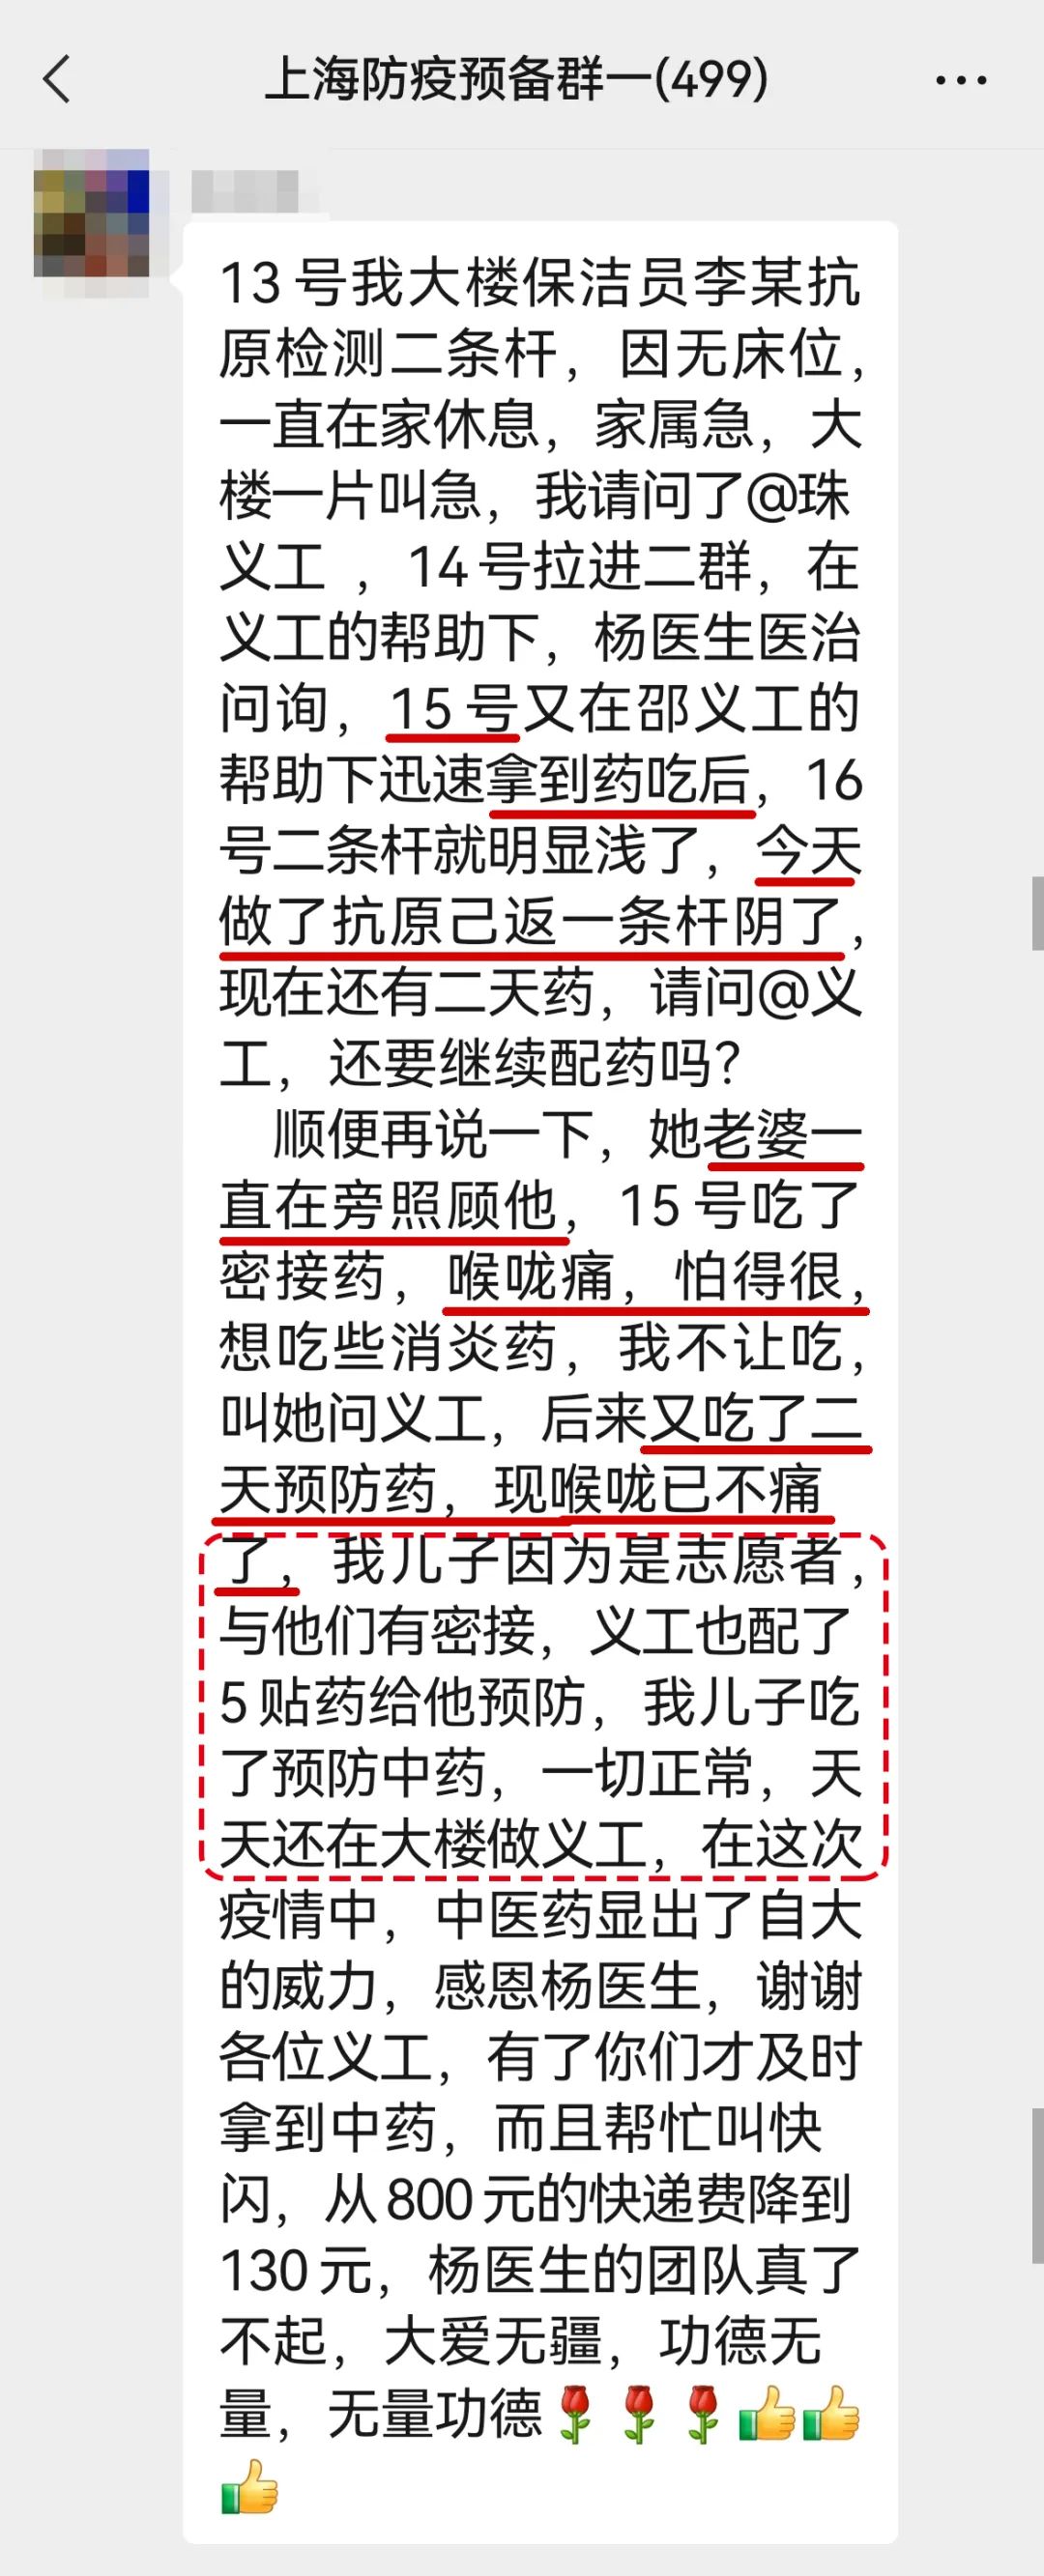 上海防疫预备群一(499)
13号我大楼保洁员李某抗
原检测二条杆，因无床位，
一直在家休息，家属急，大
楼一片叫急，我请问了@珠
义工 ，14号拉进二群，在
义工的帮助下，杨医生医治
问询，15号又在邵义工的
帮助下迅速拿到药吃后，16
号二条杆就明显浅了，今天
做了抗原己返一条杆阴了，
现在还有二天药，请问@义
工，还要继续配药吗？
顺便再说一下，她老婆一
直在旁照顾他，15号吃了
密接药，喉咙痛，怕得很，
想吃些消炎药，我不让吃，
叫她问义工，后来又吃了二
天预防药，现喉咙已不痛
了，我儿子因为是志愿者，
与他们有密接，义工也配了
5贴药给他预防，我儿子吃
了预防中药，一切正常，天
天还在大楼做义工，在这次
疫情中，中医药显出了自大
的威力，感恩杨医生，谢谢
各位义工，有了你们才及时
拿到中药，而且帮忙叫快
闪，从800元的快递费降到
130元，杨医生的团队真了
不起，大爱无疆，功德无
量，无量功德🌹🌹🌹👍👍
👍